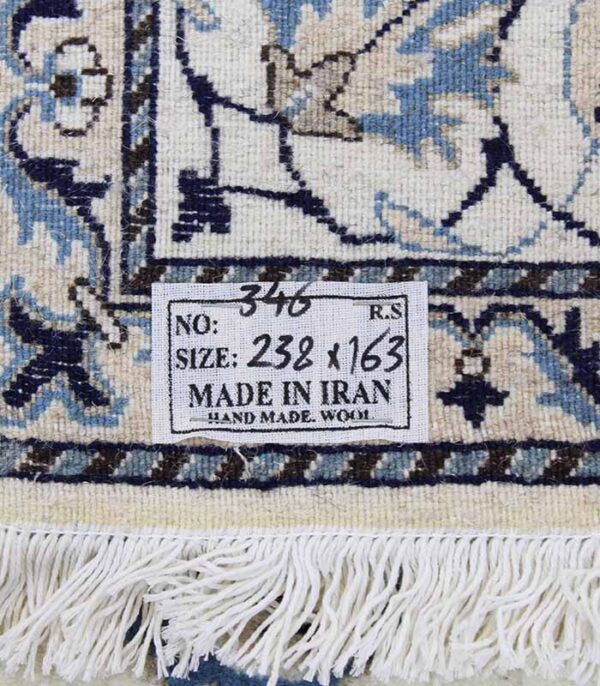 NO: 346 R.S
SIZE: 238 x 163
MADE IN IRAN
HAND MADE. WOOL